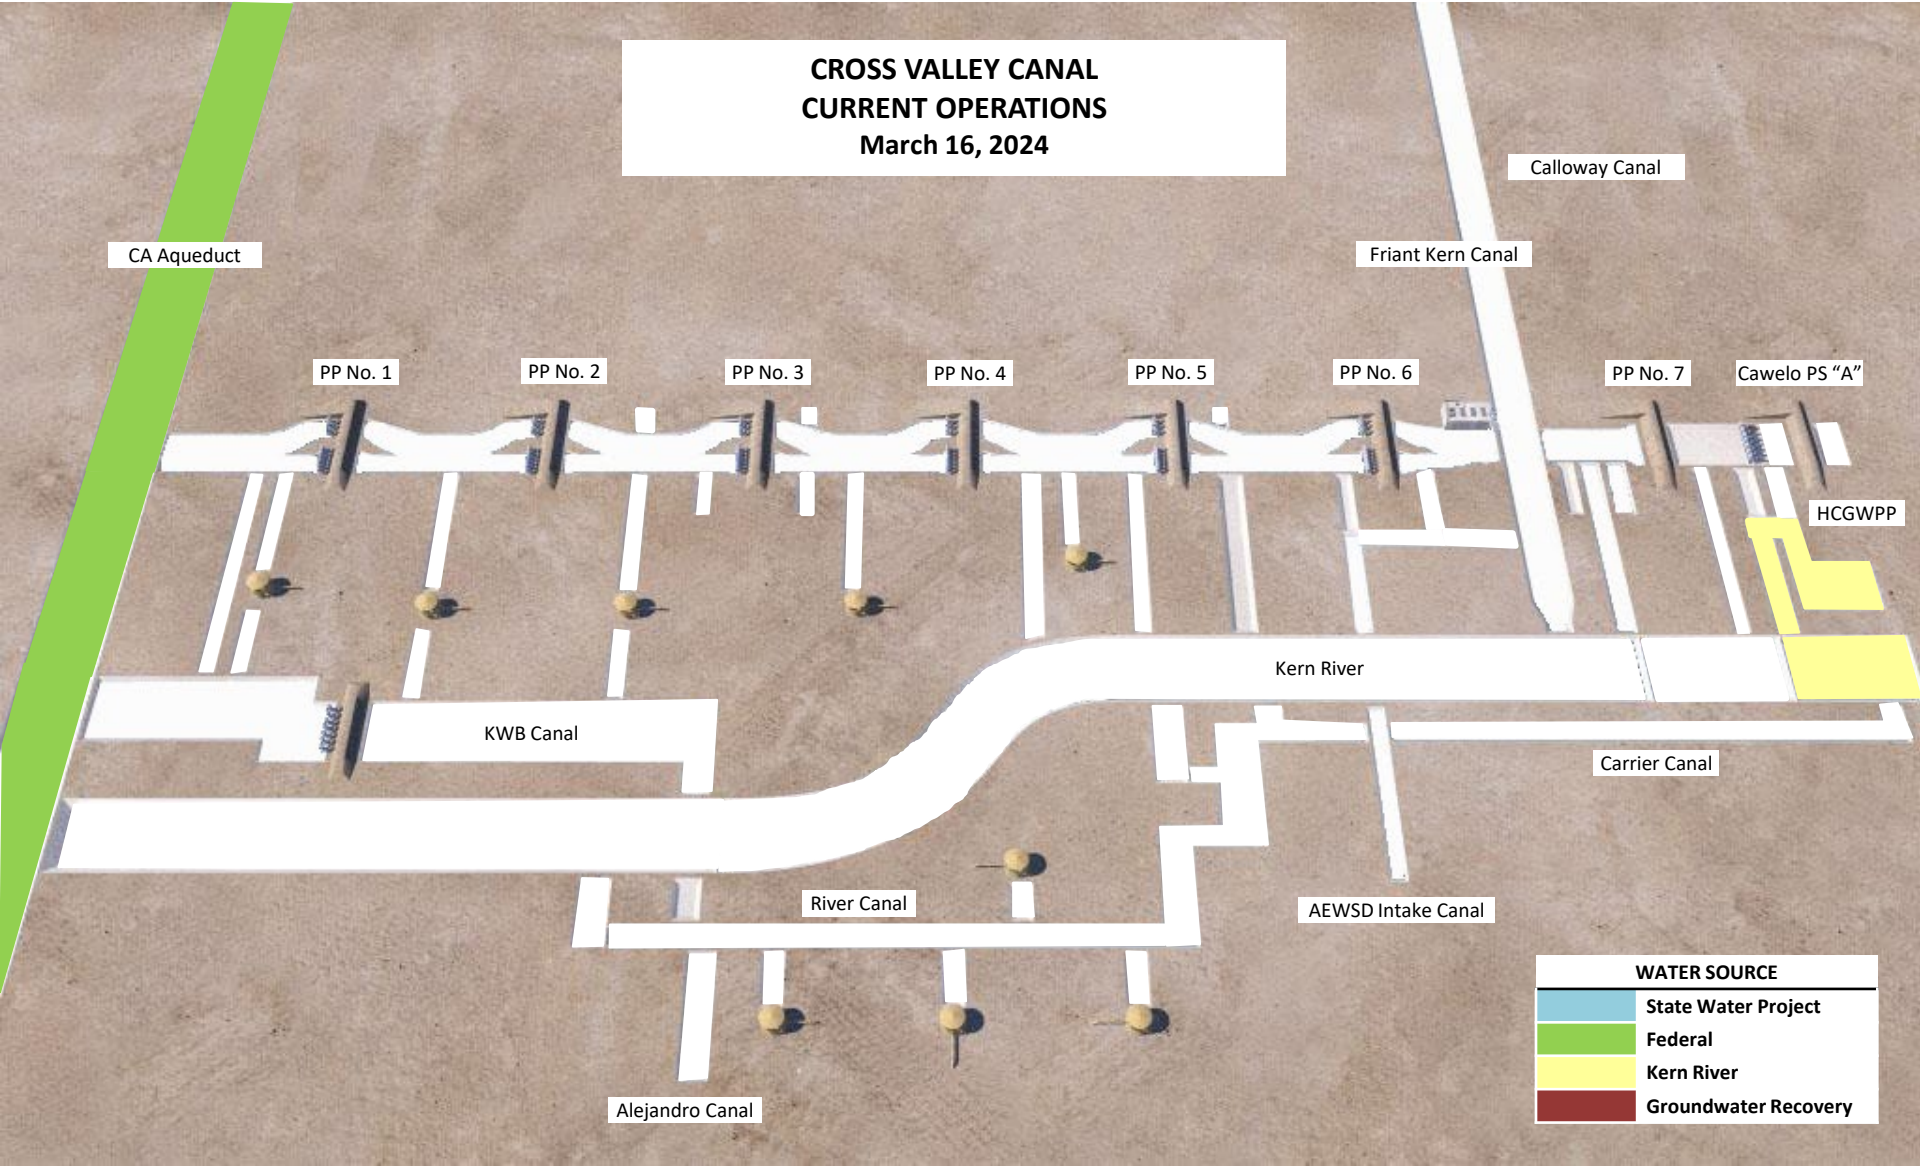 CROSS VALLEY CANAL
CURRENT OPERATIONS
March 16, 2024
Calloway Canal
CA Aqueduct
Friant Kern Canal
PP No. 1
PP No. 2
PP No. 3
PP No. 4
PP No. 5
PP No. 6
PP No. 7
Cawelo PS “A”
HCGWPP
Kern River
KWB Canal
Carrier Canal
River Canal
AEWSD Intake Canal
Alejandro Canal
WATER SOURCE
State Water Project
Federal
Kern River
Groundwater Recovery